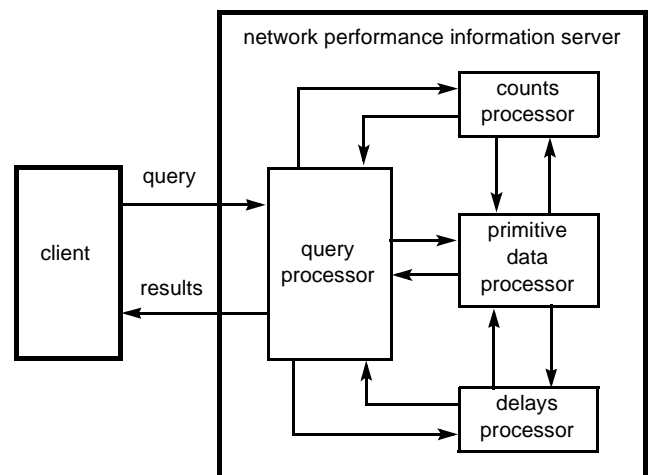 network performance information server
counts
processor
query
client
query
processor
primitive
data
processor
results
delays
processor